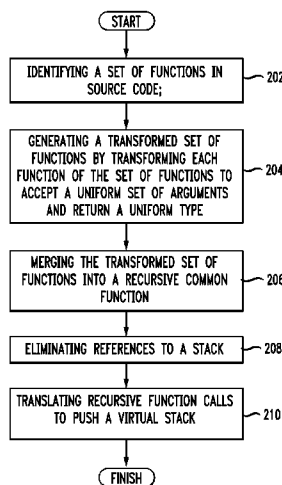 START
IDENTIFYING A SET OF FUNCTIONS IN
SOURCE CODE;
202
GENERATING A TRANSFORMED SET OF
FUNCTIONS BY TRANSFORMING EACH
FUNCTION OF THE SET OF FUNCTIONS TO
ACCEPT A UNIFORM SET OF ARGUMENTS
AND RETURN A UNIFORM TYPE
204
MERGING THE TRANSFORMED SET OF
FUNCTIONS INTO A RECURSIVE COMMON
FUNCTION
206
ELIMINATING REFERENCES TO A STACK
208
TRANSLATING RECURSIVE FUNCTION CALLS
TO PUSH A VIRTUAL STACK
210
FINISH